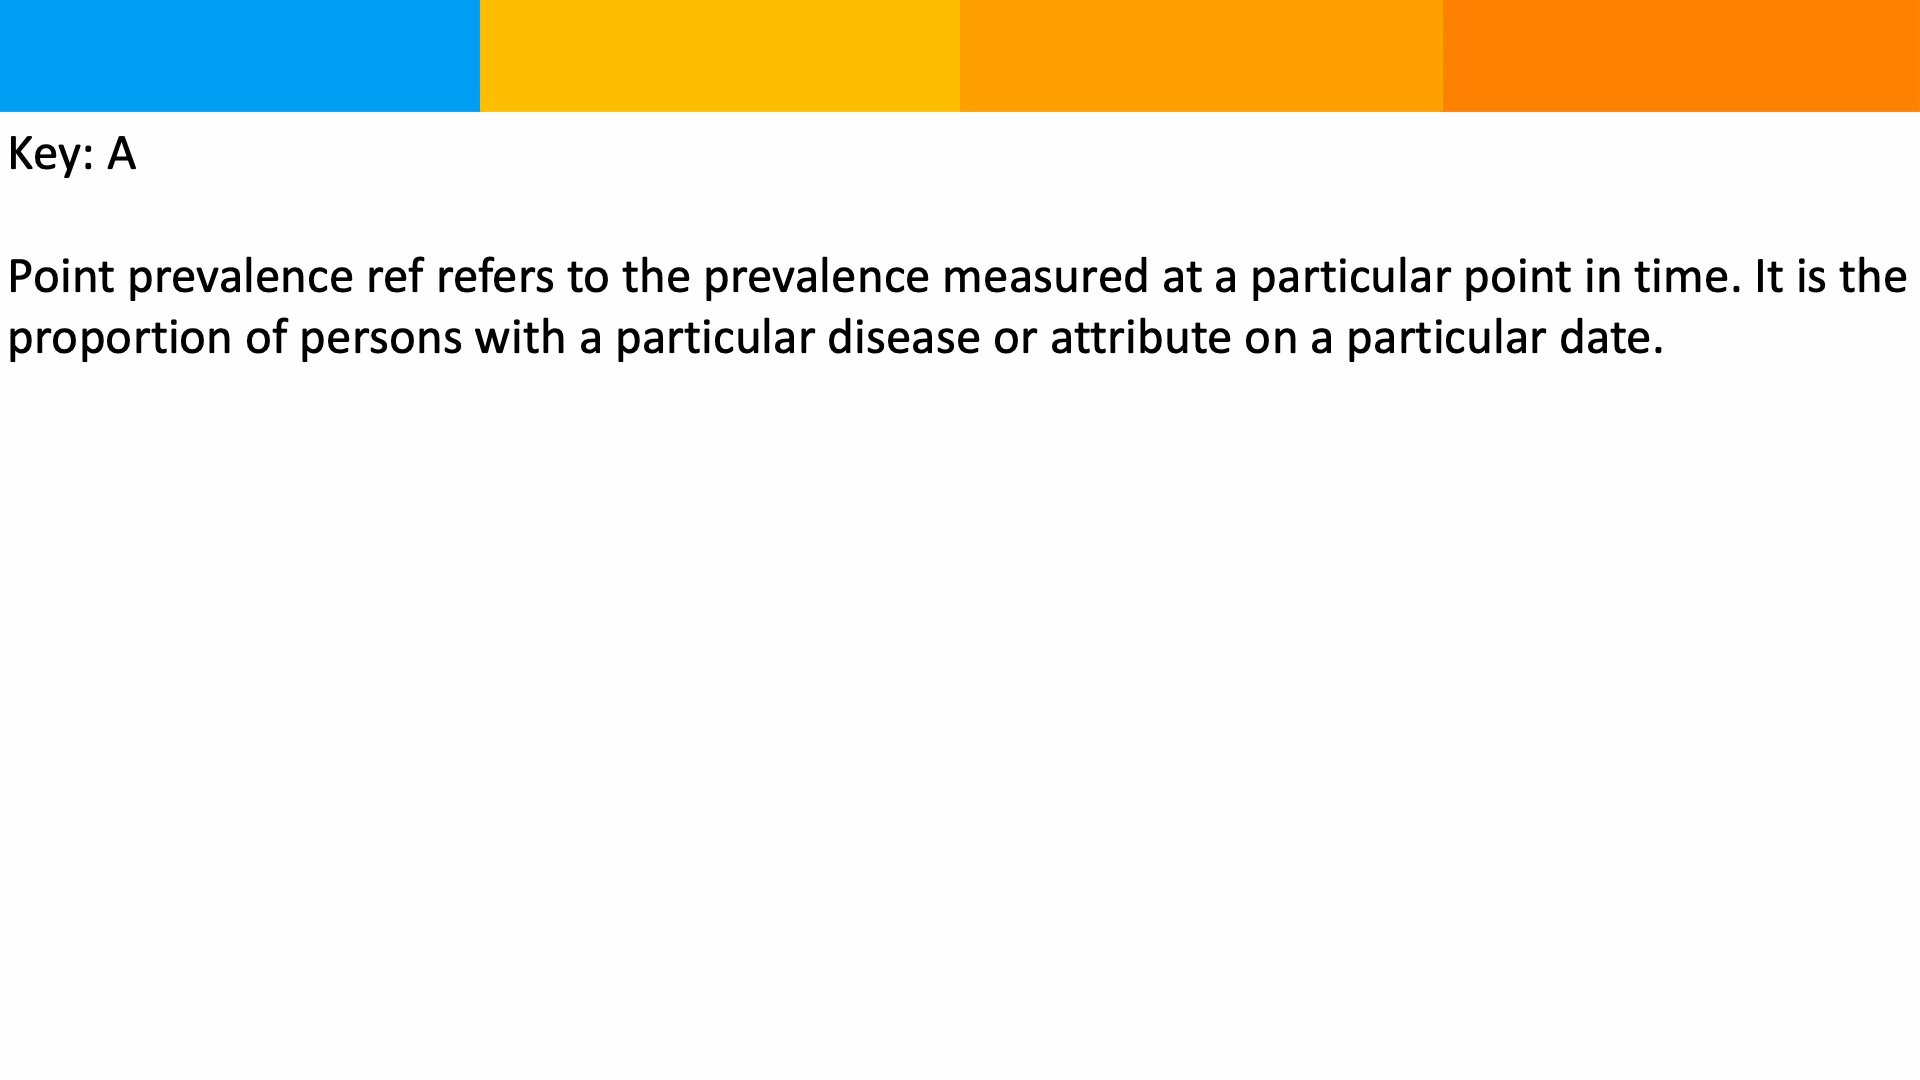 Key: A
Point prevalence ref refers to the prevalence measured at a particular point in time. It is the
proportion of persons with a particular disease or attribute on a particular date.